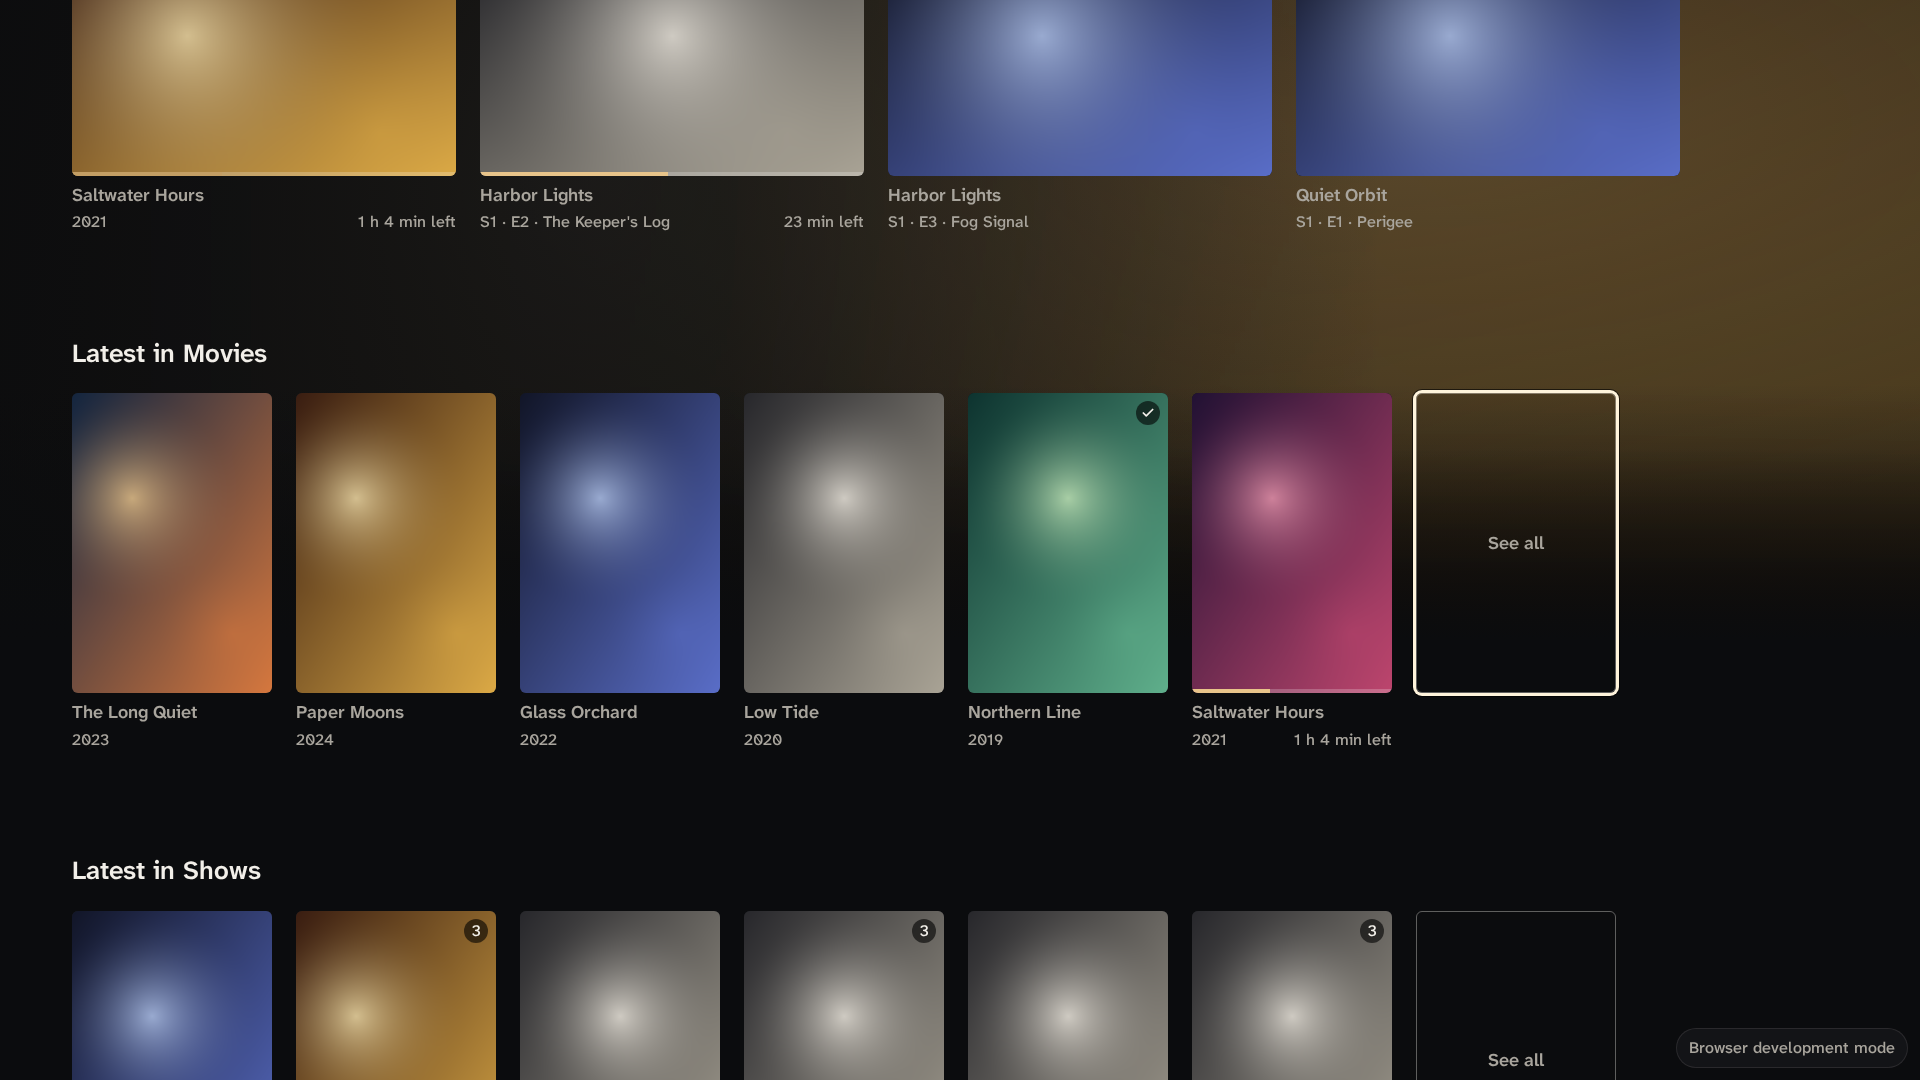 Saltwater Hours
2021
1 h 4 min left
Harbor Lights
S1 · E2 · The Keeper's Log
23 min left
Harbor Lights
S1 · E3 · Fog Signal
Quiet Orbit
S1 · E1 · Perigee
Latest in Movies
See all
The Long Quiet
2023
Paper Moons
2024
Glass Orchard
2022
Low Tide
2020
Northern Line
2019
Saltwater Hours
2021
1 h 4 min left
Latest in Shows
3
3
3
See all
Browser development mode